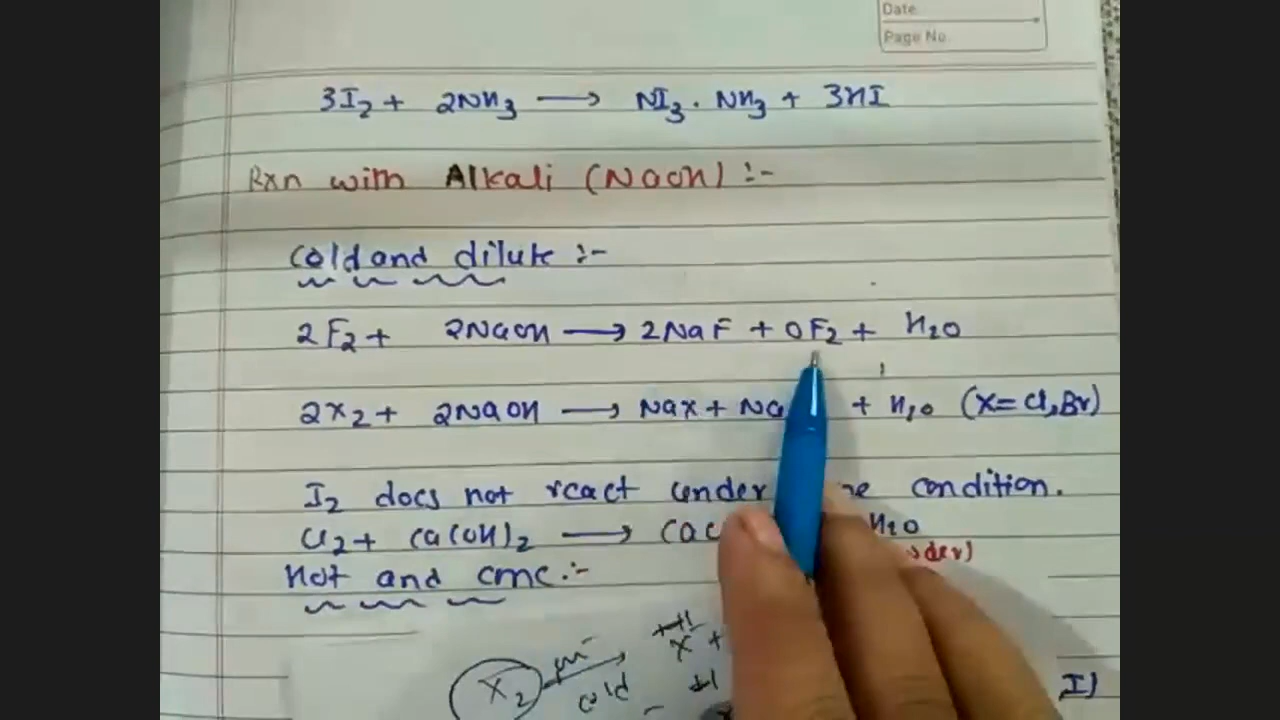 Date
Page No.
3I₂ + 2NH₃ ⟶ NI₃ . NH₃ + 3HI
Rxn with Alkali (NaOH) :-
Cold and dilute :-
2F₂ + 2NaOH ⟶ 2NaF + OF₂ + H₂O
2X₂ + 2NaOH ⟶ NaX + Na + H₂O (X=Cl,Br)
I₂ does not react under condition.
Cl₂ + Ca(OH)₂ ⟶ H₂O
Hot and cmc :-
X +
X₂ OH⁻ cold
I)